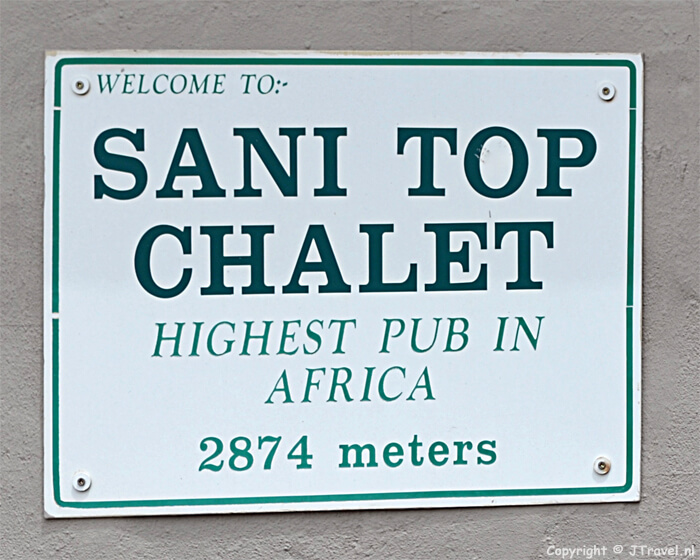 WELCOME TO:-
SANI TOP
CHALET
HIGHEST PUB IN
AFRICA
2874 meters
Copyright © JTravel.nl